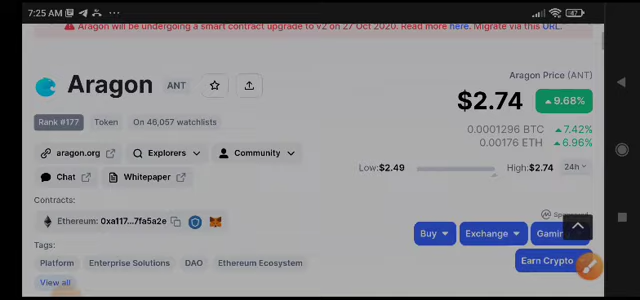 7:25 AM
47
Aragon will be undergoing a smart contract upgrade to v2 on 27 Oct 2020. Read more here. Migrate via this URL.
Aragon ANT
Aragon Price (ANT)
$2.74 9.68%
0.0001296 BTC 7.42%
0.00176 ETH 6.96%
Rank #177 Token On 46,057 watchlists
aragon.org Explorers Community
Low:$2.49 High:$2.74 24h
Chat Whitepaper
Contracts:
Ethereum: 0xa117...7fa5a2e
Buy Exchange Gaming
Tags:
Platform Enterprise Solutions DAO Ethereum Ecosystem
Earn Crypto
View all